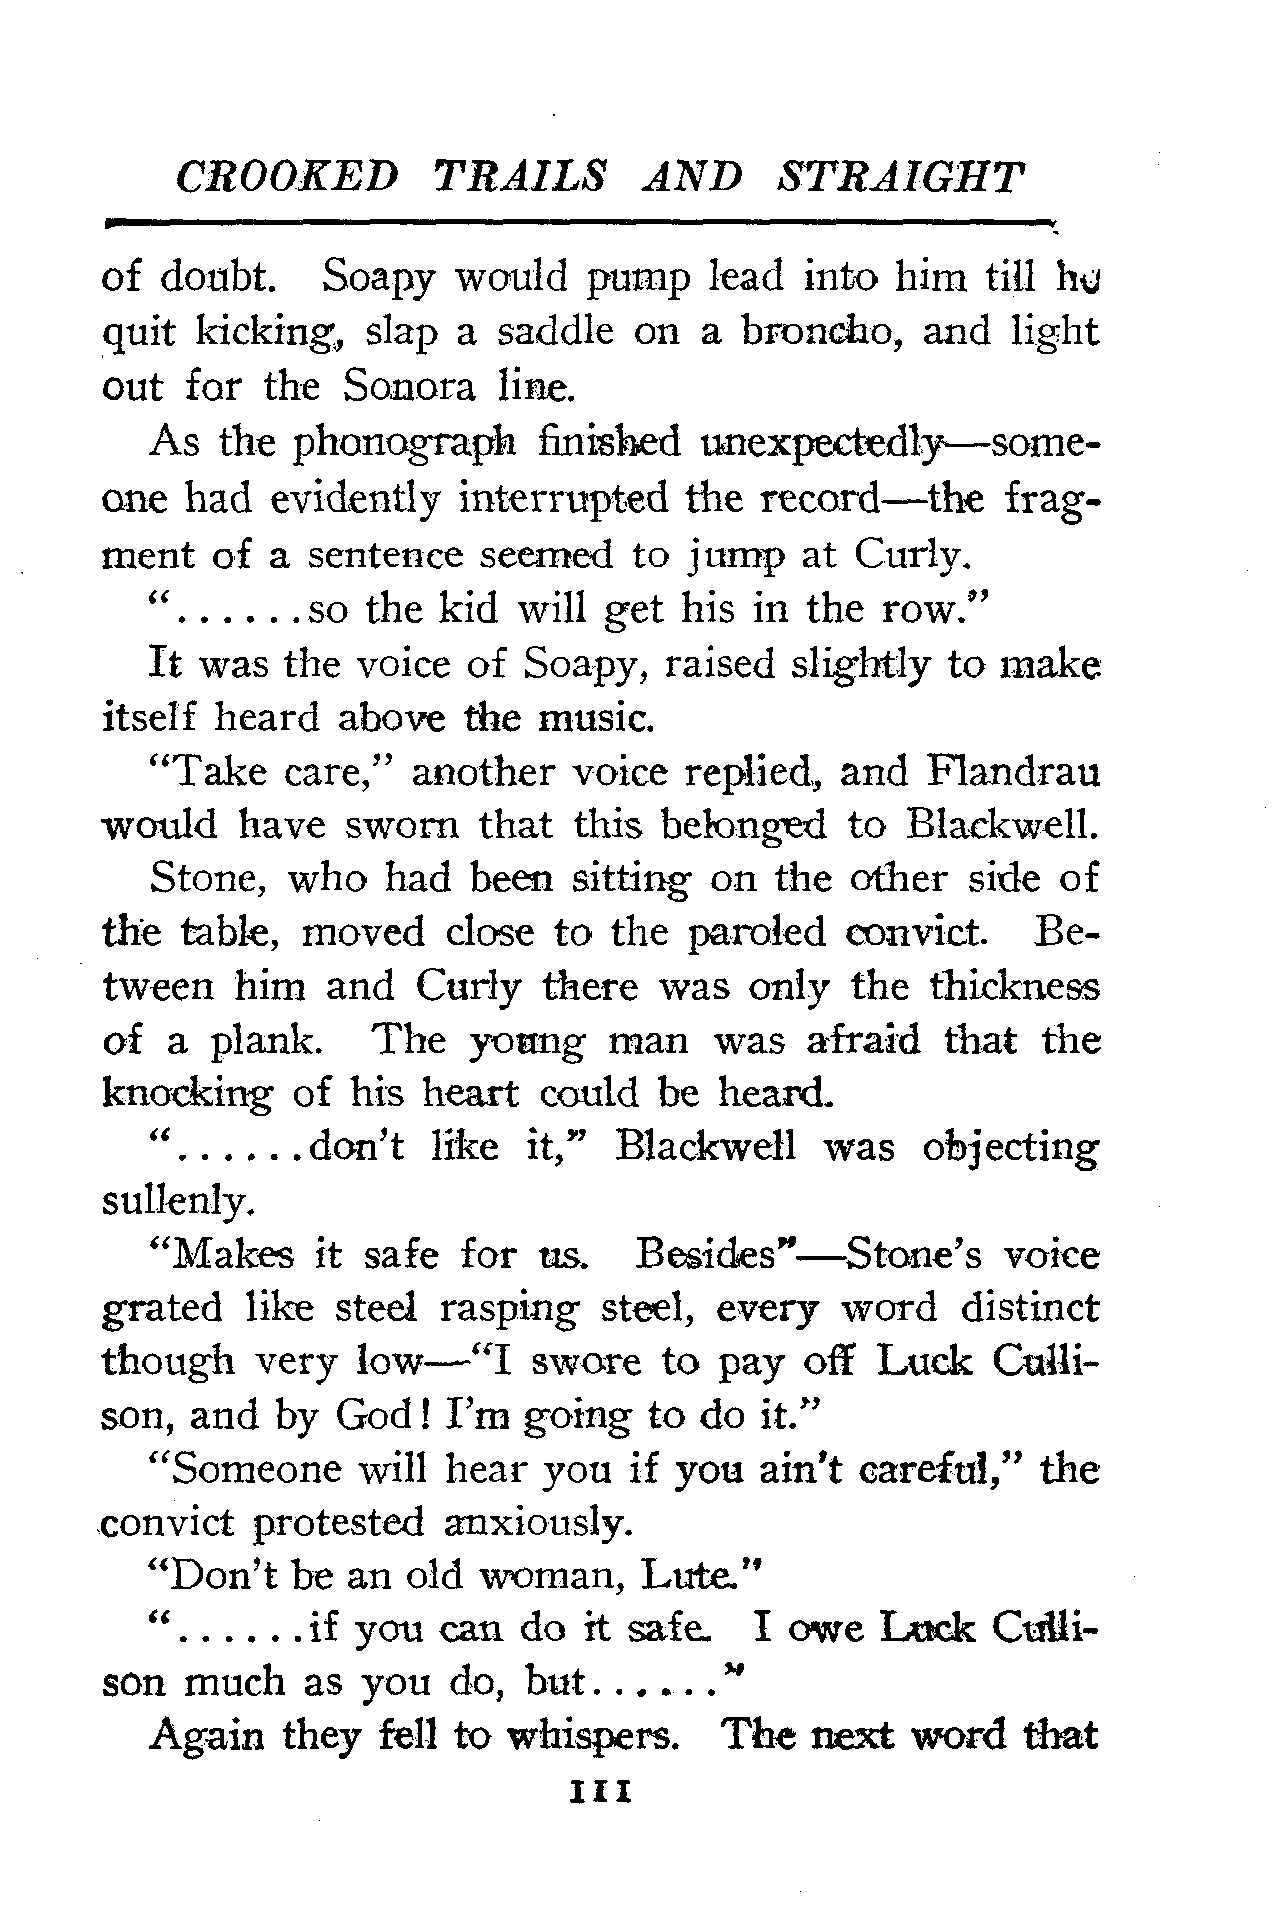 CROOKED TRAILS AND STRAIGHT
of doubt. Soapy would pump lead into him till he
quit kicking, slap a saddle on a broncho, and light
out for the Sonora line.
As the phonograph finished unexpectedly—some-
one had evidently interrupted the record—the frag-
ment of a sentence seemed to jump at Curly.
“......so the kid will get his in the row.”
It was the voice of Soapy, raised slightly to make
itself heard above the music.
“Take care,” another voice replied, and Flandrau
would have sworn that this belonged to Blackwell.
Stone, who had been sitting on the other side of
the table, moved close to the paroled convict. Be-
tween him and Curly there was only the thickness
of a plank. The young man was afraid that the
knocking of his heart could be heard.
“......don’t like it,” Blackwell was objecting
sullenly.
“Makes it safe for us. Besides”—Stone’s voice
grated like steel rasping steel, every word distinct
though very low—“I swore to pay off Luck Culli-
son, and by God! I’m going to do it.”
“Someone will hear you if you ain’t careful,” the
convict protested anxiously.
“Don’t be an old woman, Lute.”
“......if you can do it safe. I owe Luck Culli-
son much as you do, but......”
Again they fell to whispers. The next word that
111